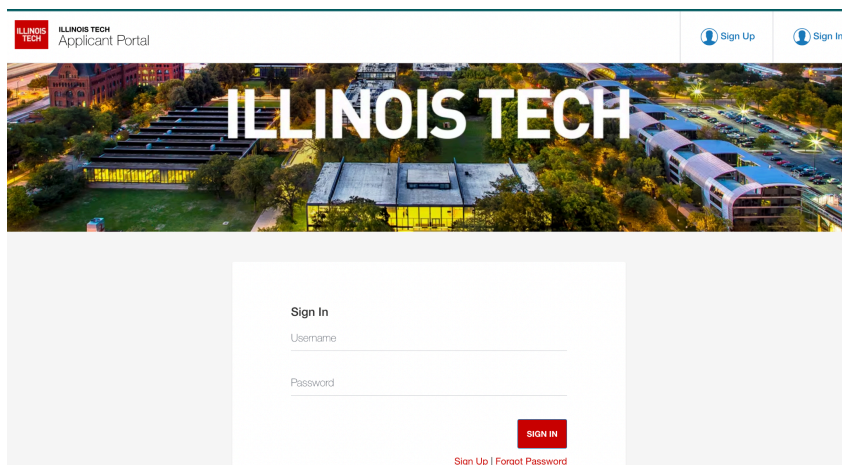 ILLINOIS
TECH
ILLINOIS TECH
Applicant Portal
Sign Up
Sign In
ILLINOIS TECH
Sign In
Username
Password
SIGN IN
Sign Up | Forgot Password